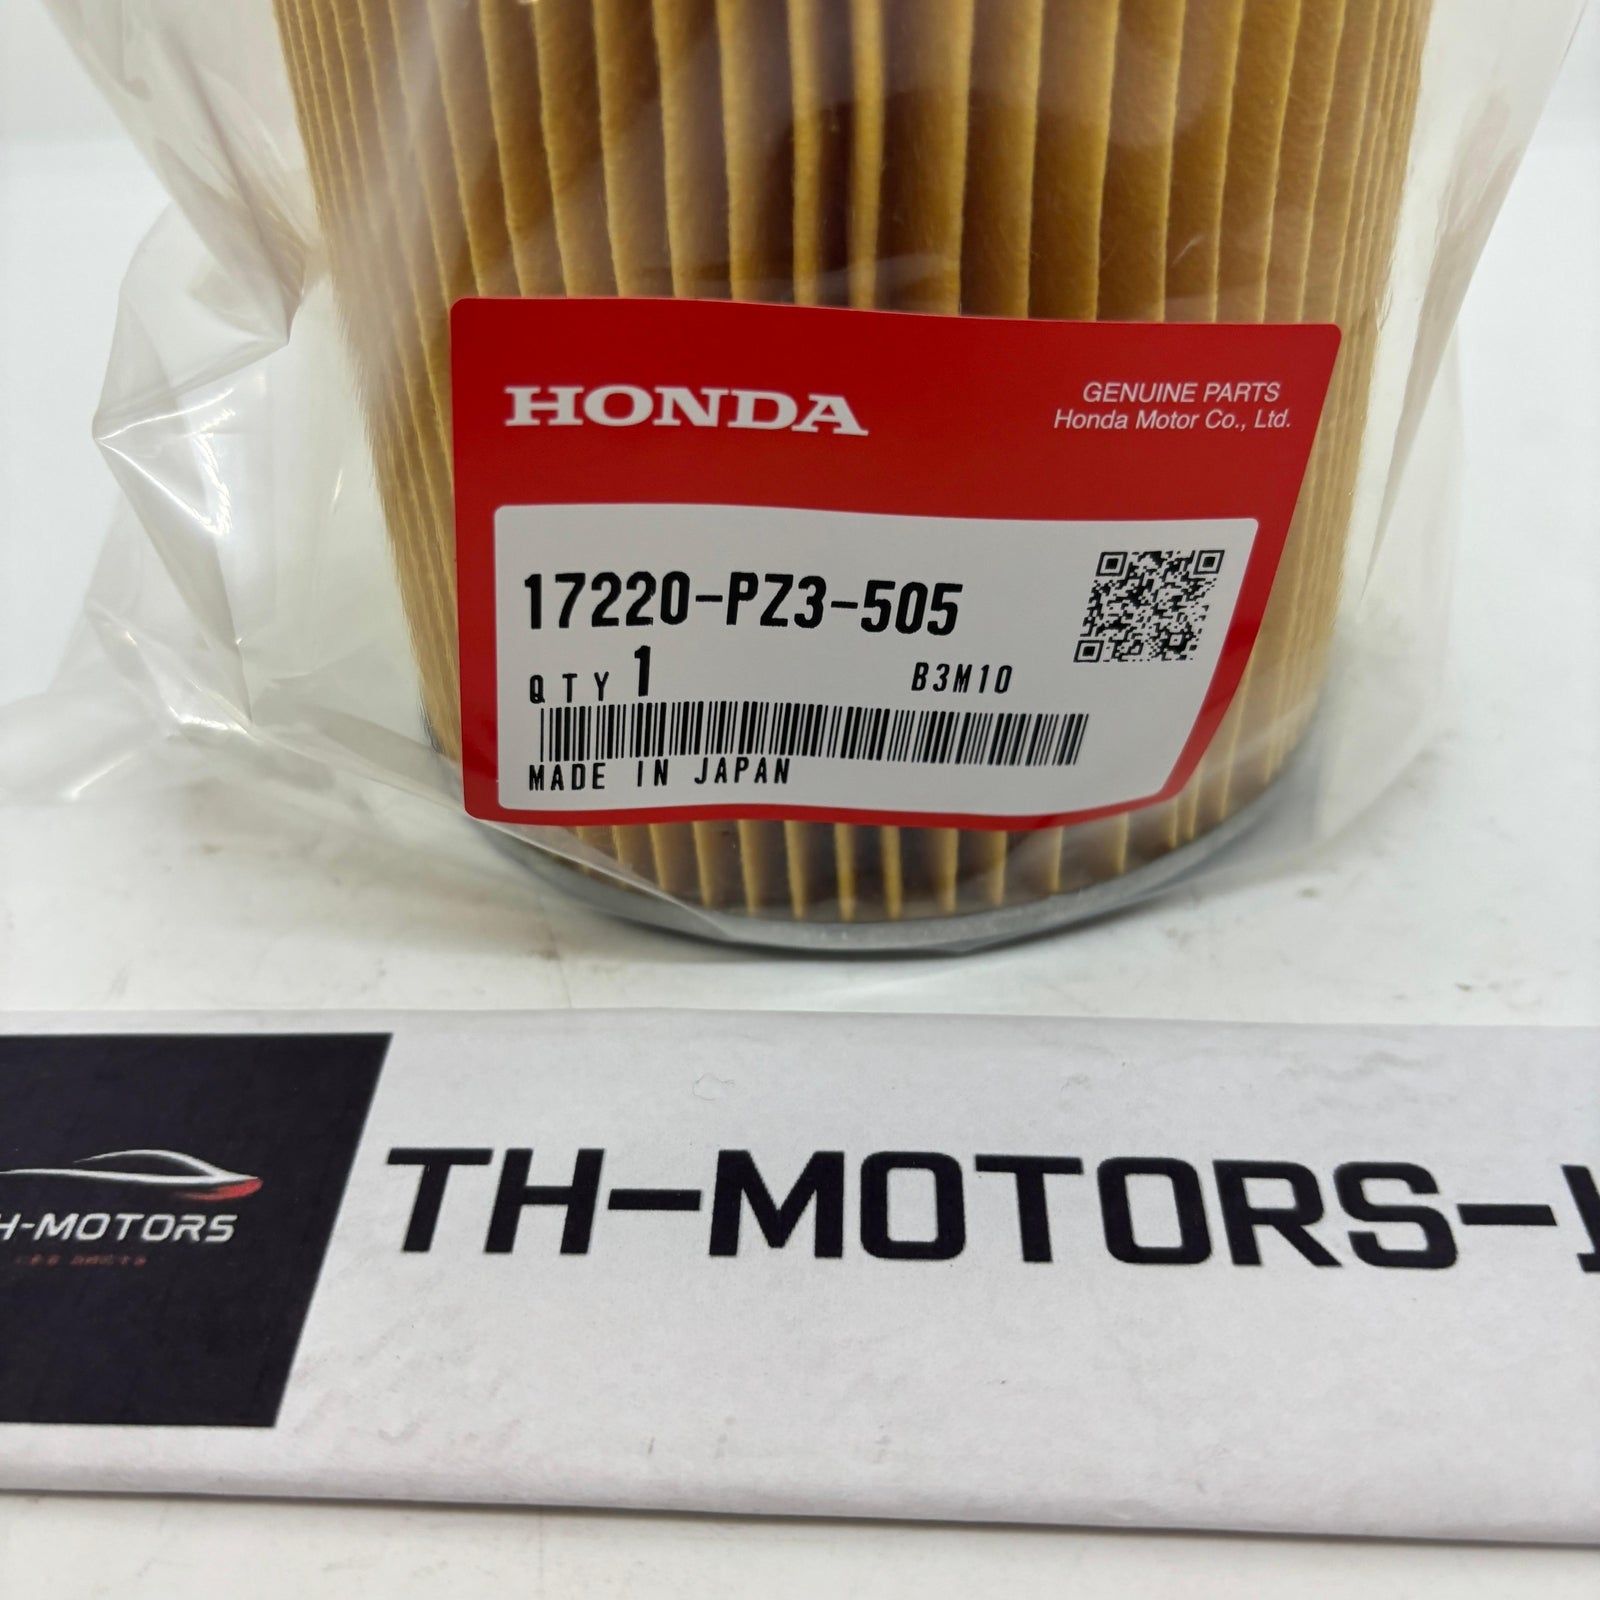 HONDA
GENUINE PARTS
Honda Motor Co., Ltd.
17220-PZ3-505
QTY 1
B3M10
MADE IN JAPAN
TH-MOTORS-J
H-MOTORS